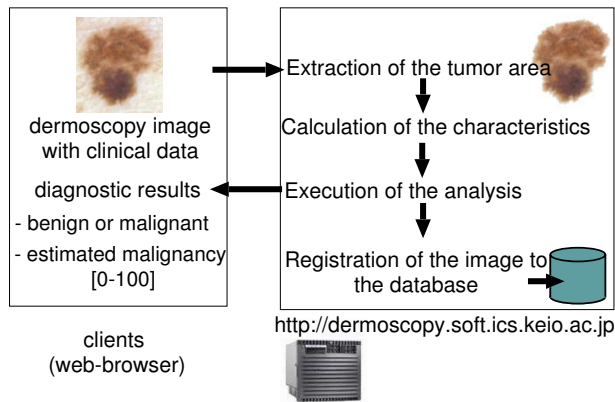 dermoscopy image
with clinical data
diagnostic results
- benign or malignant
- estimated malignancy
[0-100]
clients
(web-browser)
Extraction of the tumor area
Calculation of the characteristics
Execution of the analysis
Registration of the image to
the database
http://dermoscopy.soft.ics.keio.ac.jp